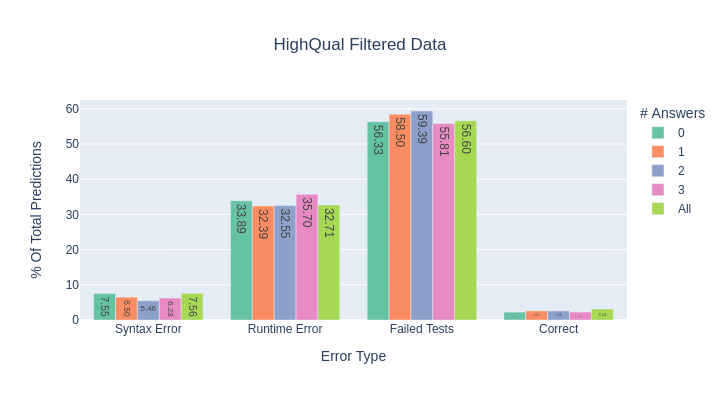 HighQual Filtered Data
# Answers
0
1
2
3
All
% Of Total Predictions
60
50
40
30
20
10
0
7.55
6.50
5.46
6.23
7.56
33.89
32.39
32.55
35.70
32.71
56.33
58.50
59.39
55.81
56.60
Syntax Error
Runtime Error
Failed Tests
Correct
Error Type